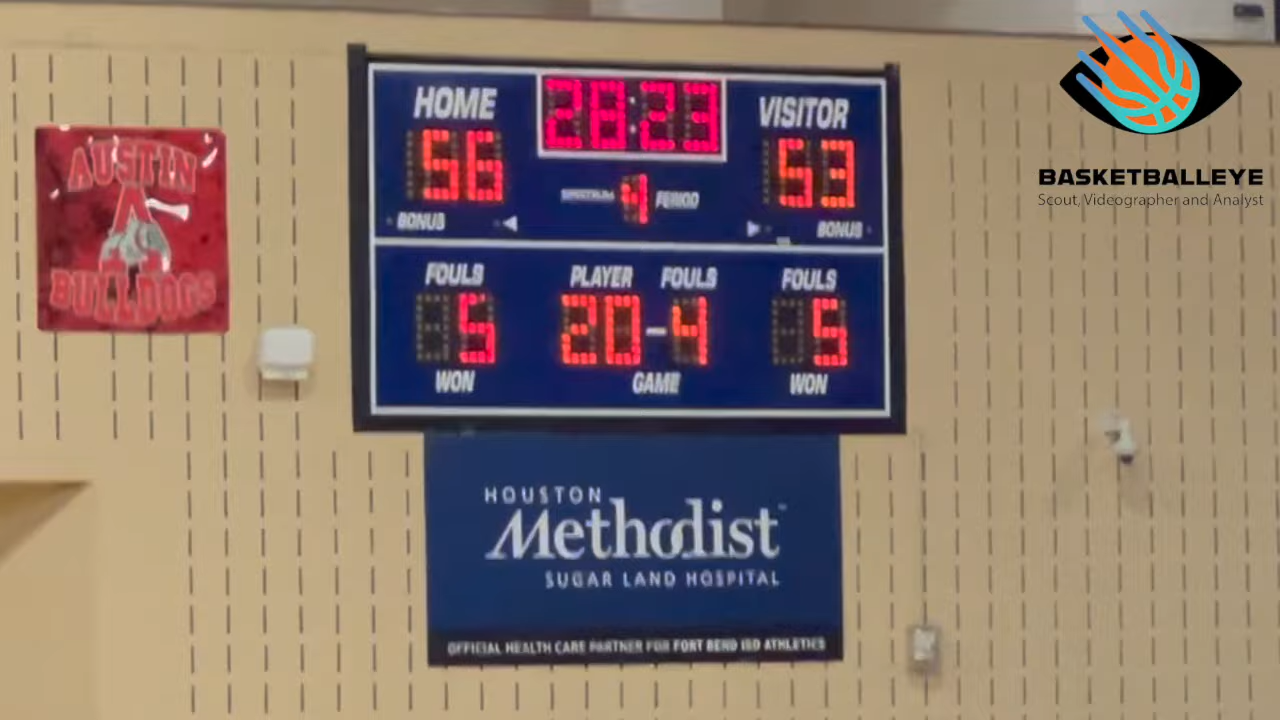 BASKETBALLEYE
Scout, Videographer and Analyst
AUSTIN
A
BULLDOGS
HOME
28:23
VISITOR
56
53
SPECTRUM 4 PERIOD
BONUS
BONUS
FOULS
PLAYER FOULS
FOULS
5
20-4
5
WON
GAME
WON
HOUSTON
Methodist
SUGAR LAND HOSPITAL
OFFICIAL HEALTH CARE PARTNER FOR FORT BEND ISD ATHLETICS